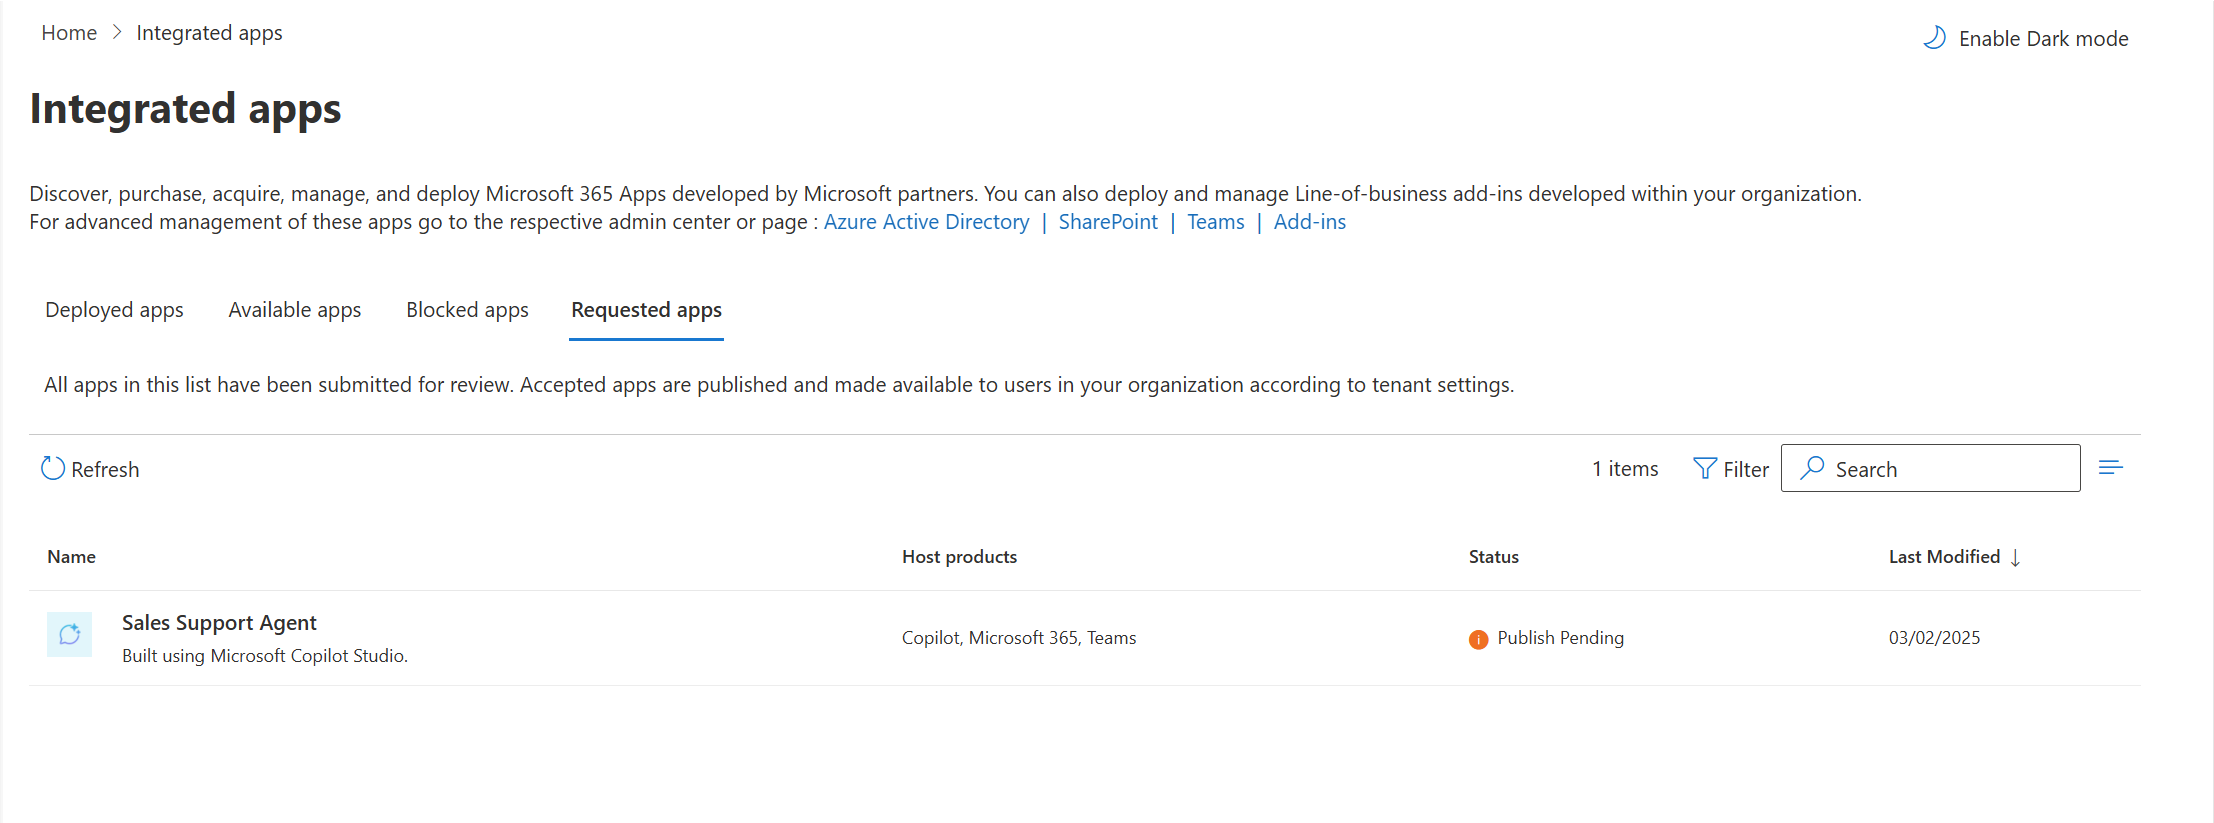 Home > Integrated apps
Enable Dark mode
Integrated apps
Discover, purchase, acquire, manage, and deploy Microsoft 365 Apps developed by Microsoft partners. You can also deploy and manage Line-of-business add-ins developed within your organization.
For advanced management of these apps go to the respective admin center or page : Azure Active Directory | SharePoint | Teams | Add-ins
Deployed apps Available apps Blocked apps Requested apps
All apps in this list have been submitted for review. Accepted apps are published and made available to users in your organization according to tenant settings.
Refresh 1 items Filter Search
Name Host products Status Last Modified ↓
Sales Support Agent
Built using Microsoft Copilot Studio.
Copilot, Microsoft 365, Teams
Publish Pending
03/02/2025